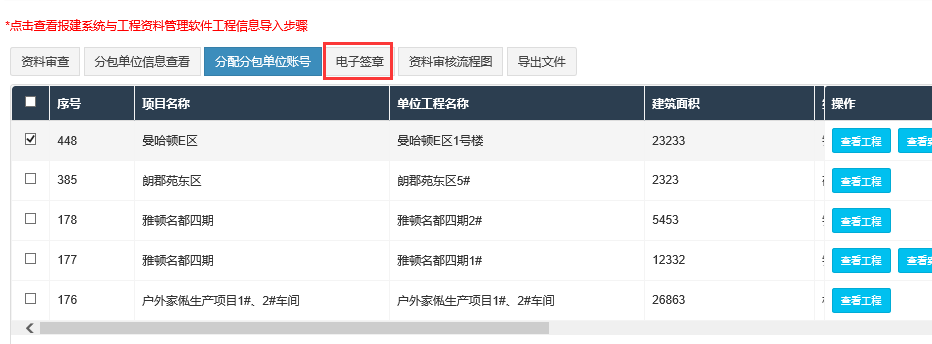 *点击查看报建系统与工程资料管理软件工程信息导入步骤
资料审查 分包单位信息查看 分配分包单位账号 电子签章 资料审核流程图 导出文件
序号 项目名称 单位工程名称 建筑面积 操作
448 曼哈顿E区 曼哈顿E区1号楼 23233 查看工程 查看
385 朗郡苑东区 朗郡苑东区5# 2323 查看工程
178 雅顿名都四期 雅顿名都四期2# 5453 查看工程
177 雅顿名都四期 雅顿名都四期1# 12332 查看工程 查看
176 户外家俬生产项目1#、2#车间 户外家俬生产项目1#、2#车间 26863 查看工程